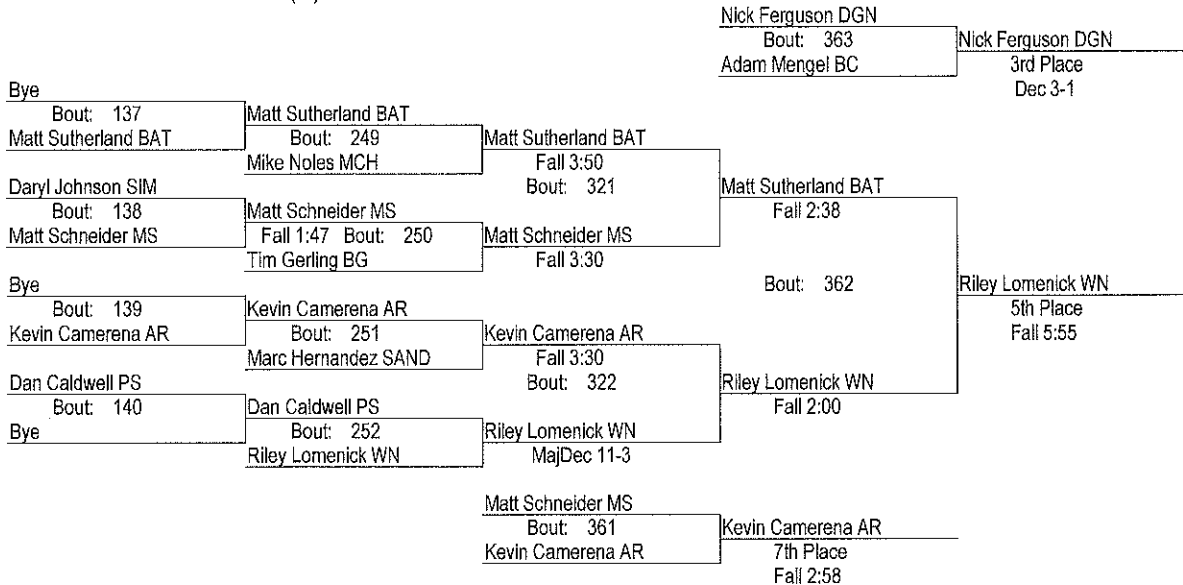 Nick Ferguson DGN
Bout: 363
Adam Mengel BC
Nick Ferguson DGN
3rd Place
Dec 3-1
Bye
Bout: 137
Matt Sutherland BAT
Matt Sutherland BAT
Bout: 249
Mike Noles MCH
Matt Sutherland BAT
Fall 3:50
Bout: 321
Daryl Johnson SIM
Bout: 138
Matt Schneider MS
Matt Schneider MS
Fall 1:47 Bout: 250
Tim Gerling BG
Matt Schneider MS
Fall 3:30
Matt Sutherland BAT
Fall 2:38
Bout: 362
Riley Lomenick WN
5th Place
Fall 5:55
Bye
Bout: 139
Kevin Camerena AR
Kevin Camerena AR
Bout: 251
Marc Hernandez SAND
Kevin Camerena AR
Fall 3:30
Bout: 322
Riley Lomenick WN
Fall 2:00
Dan Caldwell PS
Bout: 140
Bye
Dan Caldwell PS
Bout: 252
Riley Lomenick WN
Riley Lomenick WN
MajDec 11-3
Matt Schneider MS
Bout: 361
Kevin Camerena AR
Kevin Camerena AR
7th Place
Fall 2:58